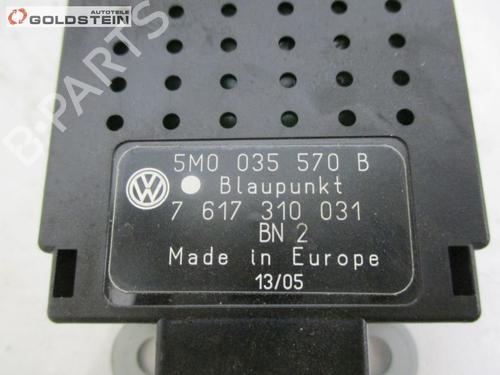 AUTOTEILE
GOLDSTEIN
B-PARTS
5M0 035 570 B
Blaupunkt
7 617 310 031
BN 2
Made in Europe
13/05